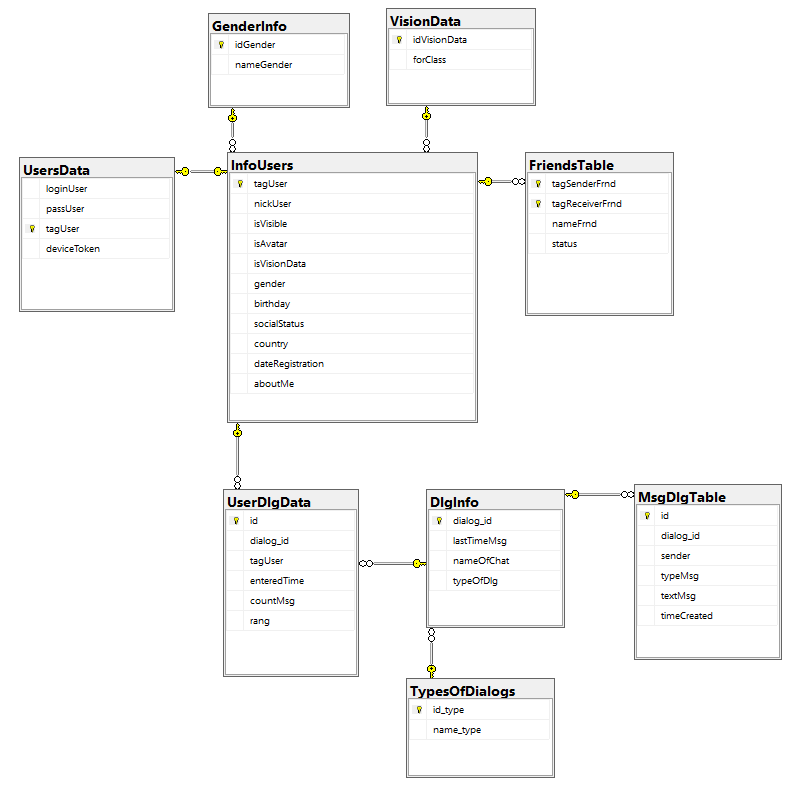 GenderInfo
idGender
nameGender
VisionData
idVisionData
forClass
UsersData
loginUser
passUser
tagUser
deviceToken
InfoUsers
tagUser
nickUser
isVisible
isAvatar
isVisionData
gender
birthday
socialStatus
country
dateRegistration
aboutMe
FriendsTable
tagSenderFrnd
tagReceiverFrnd
nameFrnd
status
UserDlgData
id
dialog_id
tagUser
enteredTime
countMsg
rang
DlgInfo
dialog_id
lastTimeMsg
nameOfChat
typeOfDlg
MsgDlgTable
id
dialog_id
sender
typeMsg
textMsg
timeCreated
TypesOfDialogs
id_type
name_type